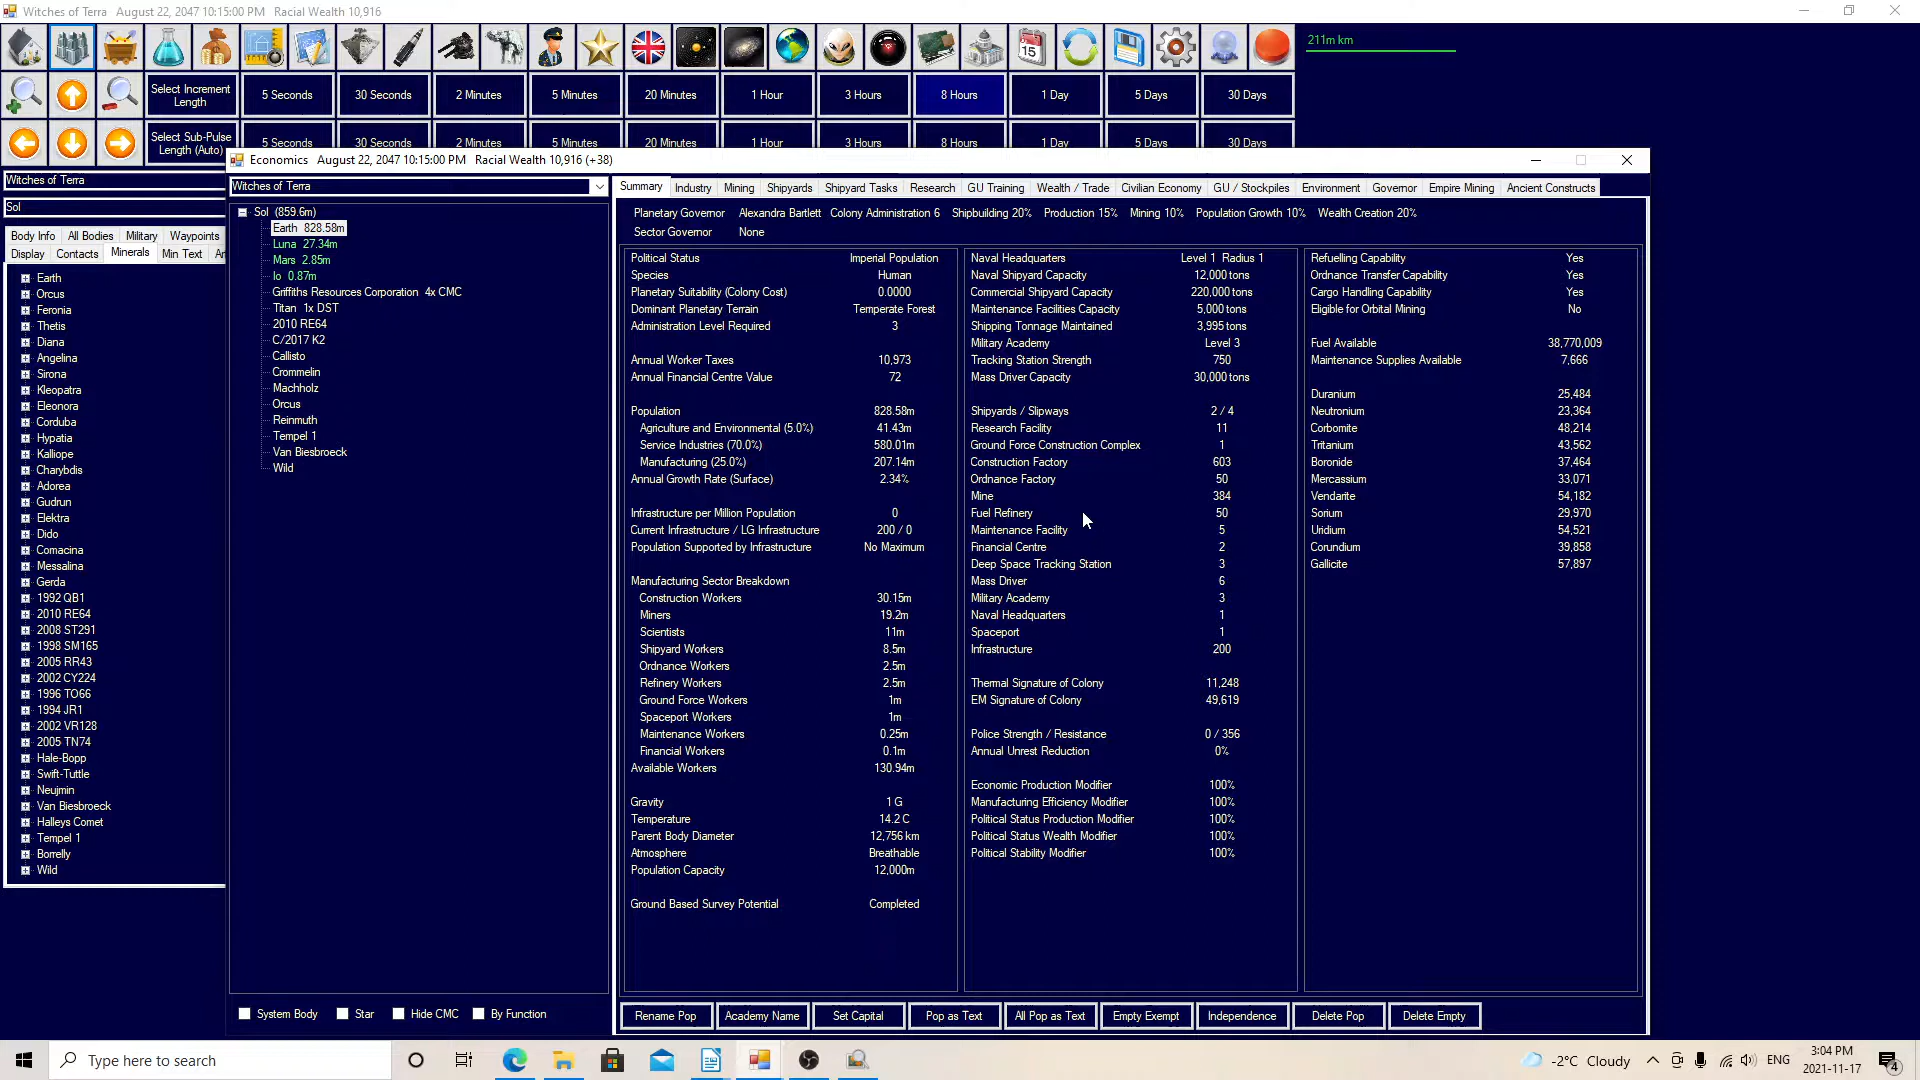 Witches of Terra   August 22, 2047 10:15:00 PM   Racial Wealth 10,916
211m km
Select Increment Length
5 Seconds
30 Seconds
2 Minutes
5 Minutes
20 Minutes
1 Hour
3 Hours
8 Hours
1 Day
5 Days
30 Days
Select Sub-Pulse Length (Auto)
5 Seconds
30 Seconds
2 Minutes
5 Minutes
20 Minutes
1 Hour
3 Hours
8 Hours
1 Day
5 Days
30 Days
Witches of Terra
Sol
Body Info   All Bodies   Military   Waypoints
Display   Contacts   Minerals   Min Text
Earth
Orcus
Feronia
Thetis
Diana
Angelina
Sirona
Kleopatra
Eleonora
Corduba
Hypatia
Kalliope
Charybdis
Adorea
Gudrun
Elektra
Dido
Comacina
Messalina
Gerda
1992 QB1
2010 RE64
2008 ST291
1998 SM165
2005 RR43
2002 CY224
1996 TO66
1994 JR1
2002 VR128
2005 TN74
Hale-Bopp
Swift-Tuttle
Neujmin
Van Biesbroeck
Halleys Comet
Tempel 1
Borrelly
Wild
Economics   August 22, 2047 10:15:00 PM   Racial Wealth 10,916 (+38)
Witches of Terra
Sol (859.6m)
Earth 828.58m
Luna 27.34m
Mars 2.85m
Io 0.87m
Griffiths Resources Corporation 4x CMC
Titan 1x DST
2010 RE64
C/2017 K2
Callisto
Crommelin
Machholz
Orcus
Reinmuth
Tempel 1
Van Biesbroeck
Wild
System Body   Star   Hide CMC   By Function
Summary   Industry   Mining   Shipyards   Shipyard Tasks   Research   GU Training   Wealth / Trade   Civilian Economy   GU / Stockpiles   Environment   Governor   Empire Mining   Ancient Constructs
Planetary Governor   Alexandra Bartlett   Colony Administration 6   Shipbuilding 20%   Production 15%   Mining 10%   Population Growth 10%   Wealth Creation 20%
Sector Governor   None
Political Status   Imperial Population
Species   Human
Planetary Suitability (Colony Cost)   0.0000
Dominant Planetary Terrain   Temperate Forest
Administration Level Required   3
Annual Worker Taxes   10,973
Annual Financial Centre Value   72
Population   828.58m
Agriculture and Environmental (5.0%)   41.43m
Service Industries (70.0%)   580.01m
Manufacturing (25.0%)   207.14m
Annual Growth Rate (Surface)   2.34%
Infrastructure per Million Population   0
Current Infrastructure / LG Infrastructure   200 / 0
Population Supported by Infrastructure   No Maximum
Manufacturing Sector Breakdown
Construction Workers   30.15m
Miners   19.2m
Scientists   11m
Shipyard Workers   8.5m
Ordnance Workers   2.5m
Refinery Workers   2.5m
Ground Force Workers   1m
Spaceport Workers   1m
Maintenance Workers   0.25m
Financial Workers   0.1m
Available Workers   130.94m
Gravity   1 G
Temperature   14.2 C
Parent Body Diameter   12,756 km
Atmosphere   Breathable
Population Capacity   12,000m
Ground Based Survey Potential   Completed
Naval Headquarters   Level 1 Radius 1
Naval Shipyard Capacity   12,000 tons
Commercial Shipyard Capacity   220,000 tons
Maintenance Facilities Capacity   5,000 tons
Shipping Tonnage Maintained   3,995 tons
Military Academy   Level 3
Tracking Station Strength   750
Mass Driver Capacity   30,000 tons
Shipyards / Slipways   2 / 4
Research Facility   11
Ground Force Construction Complex   1
Construction Factory   603
Ordnance Factory   50
Mine   384
Fuel Refinery   50
Maintenance Facility   5
Financial Centre   2
Deep Space Tracking Station   3
Mass Driver   6
Military Academy   3
Naval Headquarters   1
Spaceport   1
Infrastructure   200
Thermal Signature of Colony   11,248
EM Signature of Colony   49,619
Police Strength / Resistance   0 / 356
Annual Unrest Reduction   0%
Economic Production Modifier   100%
Manufacturing Efficiency Modifier   100%
Political Status Production Modifier   100%
Political Status Wealth Modifier   100%
Political Stability Modifier   100%
Refuelling Capability   Yes
Ordnance Transfer Capability   Yes
Cargo Handling Capability   Yes
Eligible for Orbital Mining   No
Fuel Available   38,770,009
Maintenance Supplies Available   7,666
Duranium   25,484
Neutronium   23,364
Corbomite   48,214
Tritanium   43,562
Boronide   37,464
Mercassium   33,071
Vendarite   54,182
Sorium   29,970
Uridium   54,521
Corundium   39,858
Gallicite   57,897
Rename Pop   Academy Name   Set Capital   Pop as Text   All Pop as Text   Empty Exempt   Independence   Delete Pop   Delete Empty
Type here to search
-2°C Cloudy
ENG
3:04 PM
2021-11-17
4